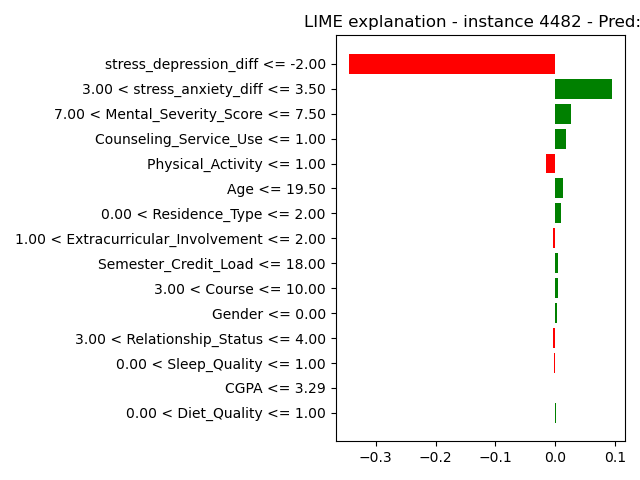 LIME explanation - instance 4482 - Pred:
stress_depression_diff <= -2.00
3.00 < stress_anxiety_diff <= 3.50
7.00 < Mental_Severity_Score <= 7.50
Counseling_Service_Use <= 1.00
Physical_Activity <= 1.00
Age <= 19.50
0.00 < Residence_Type <= 2.00
1.00 < Extracurricular_Involvement <= 2.00
Semester_Credit_Load <= 18.00
3.00 < Course <= 10.00
Gender <= 0.00
3.00 < Relationship_Status <= 4.00
0.00 < Sleep_Quality <= 1.00
CGPA <= 3.29
0.00 < Diet_Quality <= 1.00
−0.3 −0.2 −0.1 0.0 0.1